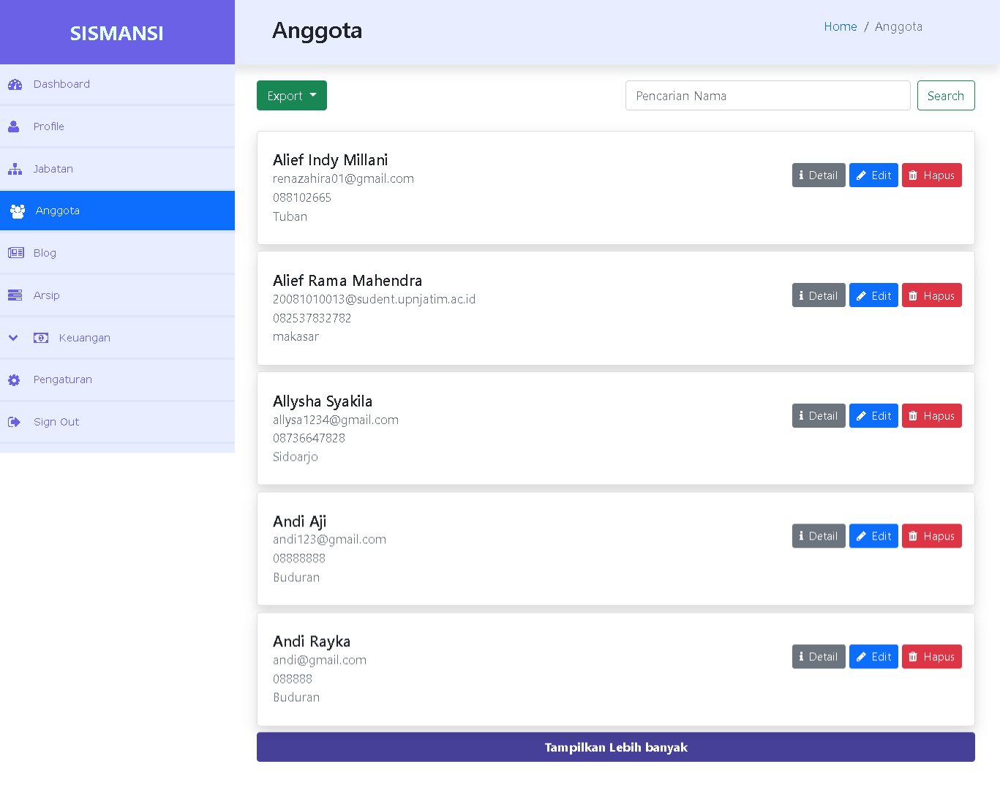 SISMANSI
Dashboard
Profile
Jabatan
Anggota
Blog
Arsip
Keuangan
Pengaturan
Sign Out
Anggota
Home / Anggota
Export
Pencarian Nama
Search
Alief Indy Millani
renazahira01@gmail.com
088102665
Tuban
Detail Edit Hapus
Alief Rama Mahendra
20081010013@sudent.upnjatim.ac.id
082537832782
makasar
Detail Edit Hapus
Allysha Syakila
allysa1234@gmail.com
08736647828
Sidoarjo
Detail Edit Hapus
Andi Aji
andi123@gmail.com
08888888
Buduran
Detail Edit Hapus
Andi Rayka
andi@gmail.com
088888
Buduran
Detail Edit Hapus
Tampilkan Lebih banyak